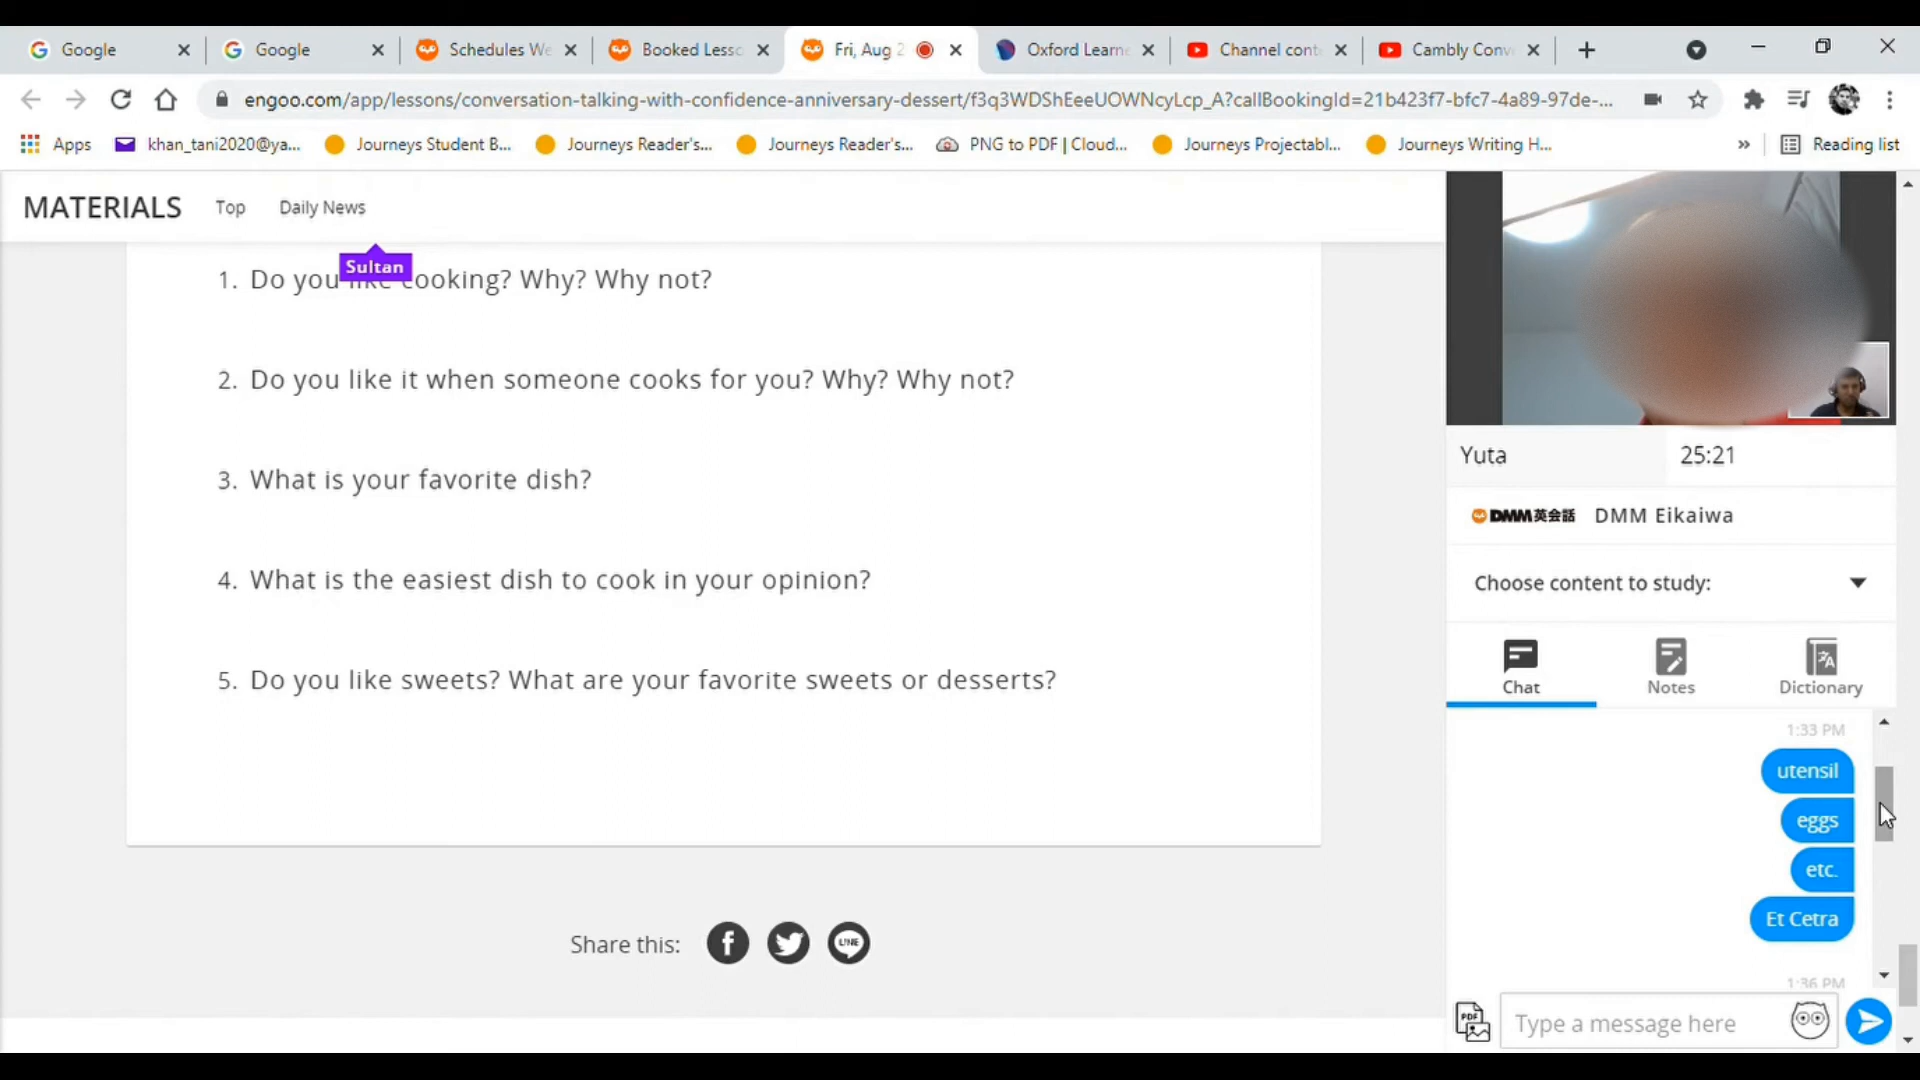 Google
Google
Schedules We
Booked Lesso
Fri, Aug 2
Oxford Learn
Channel cont
Cambly Conv
engoo.com/app/lessons/conversation-talking-with-confidence-anniversary-dessert/f3q3WDShEeeUOWNcyLcp_A?callBookingId=21b423f7-bfc7-4a89-97de-...
Apps
khan_tani2020@ya...
Journeys Student B...
Journeys Reader's...
Journeys Reader's...
PNG to PDF | Cloud...
Journeys Projectabl...
Journeys Writing H...
»
Reading list
MATERIALS
Top
Daily News
Sultan
1. Do you like cooking? Why? Why not?
2. Do you like it when someone cooks for you? Why? Why not?
3. What is your favorite dish?
4. What is the easiest dish to cook in your opinion?
5. Do you like sweets? What are your favorite sweets or desserts?
Share this:
LINE
Yuta
25:21
DMM英会話
DMM Eikaiwa
Choose content to study:
Chat
Notes
Dictionary
1:33 PM
utensil
eggs
etc.
Et Cetra
1:36 PM
PDF
Type a message here